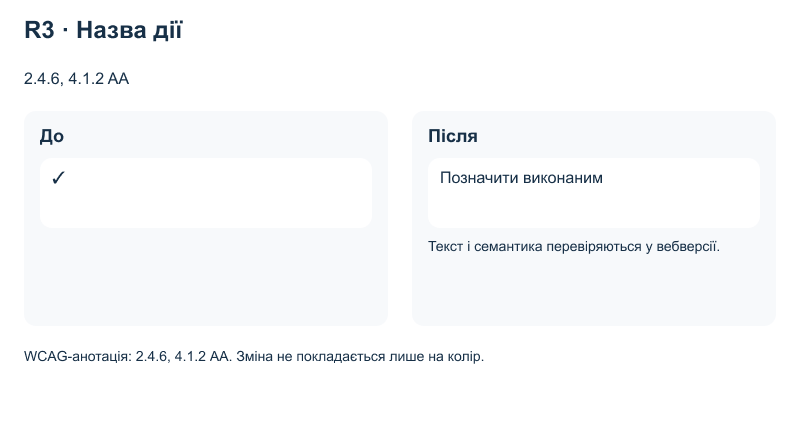 R3 · Назва дії
2.4.6, 4.1.2 AA
До
✓
Після
Позначити виконаним
Текст і семантика перевіряються у вебверсії.
WCAG-анотація: 2.4.6, 4.1.2 AA. Зміна не покладається лише на колір.